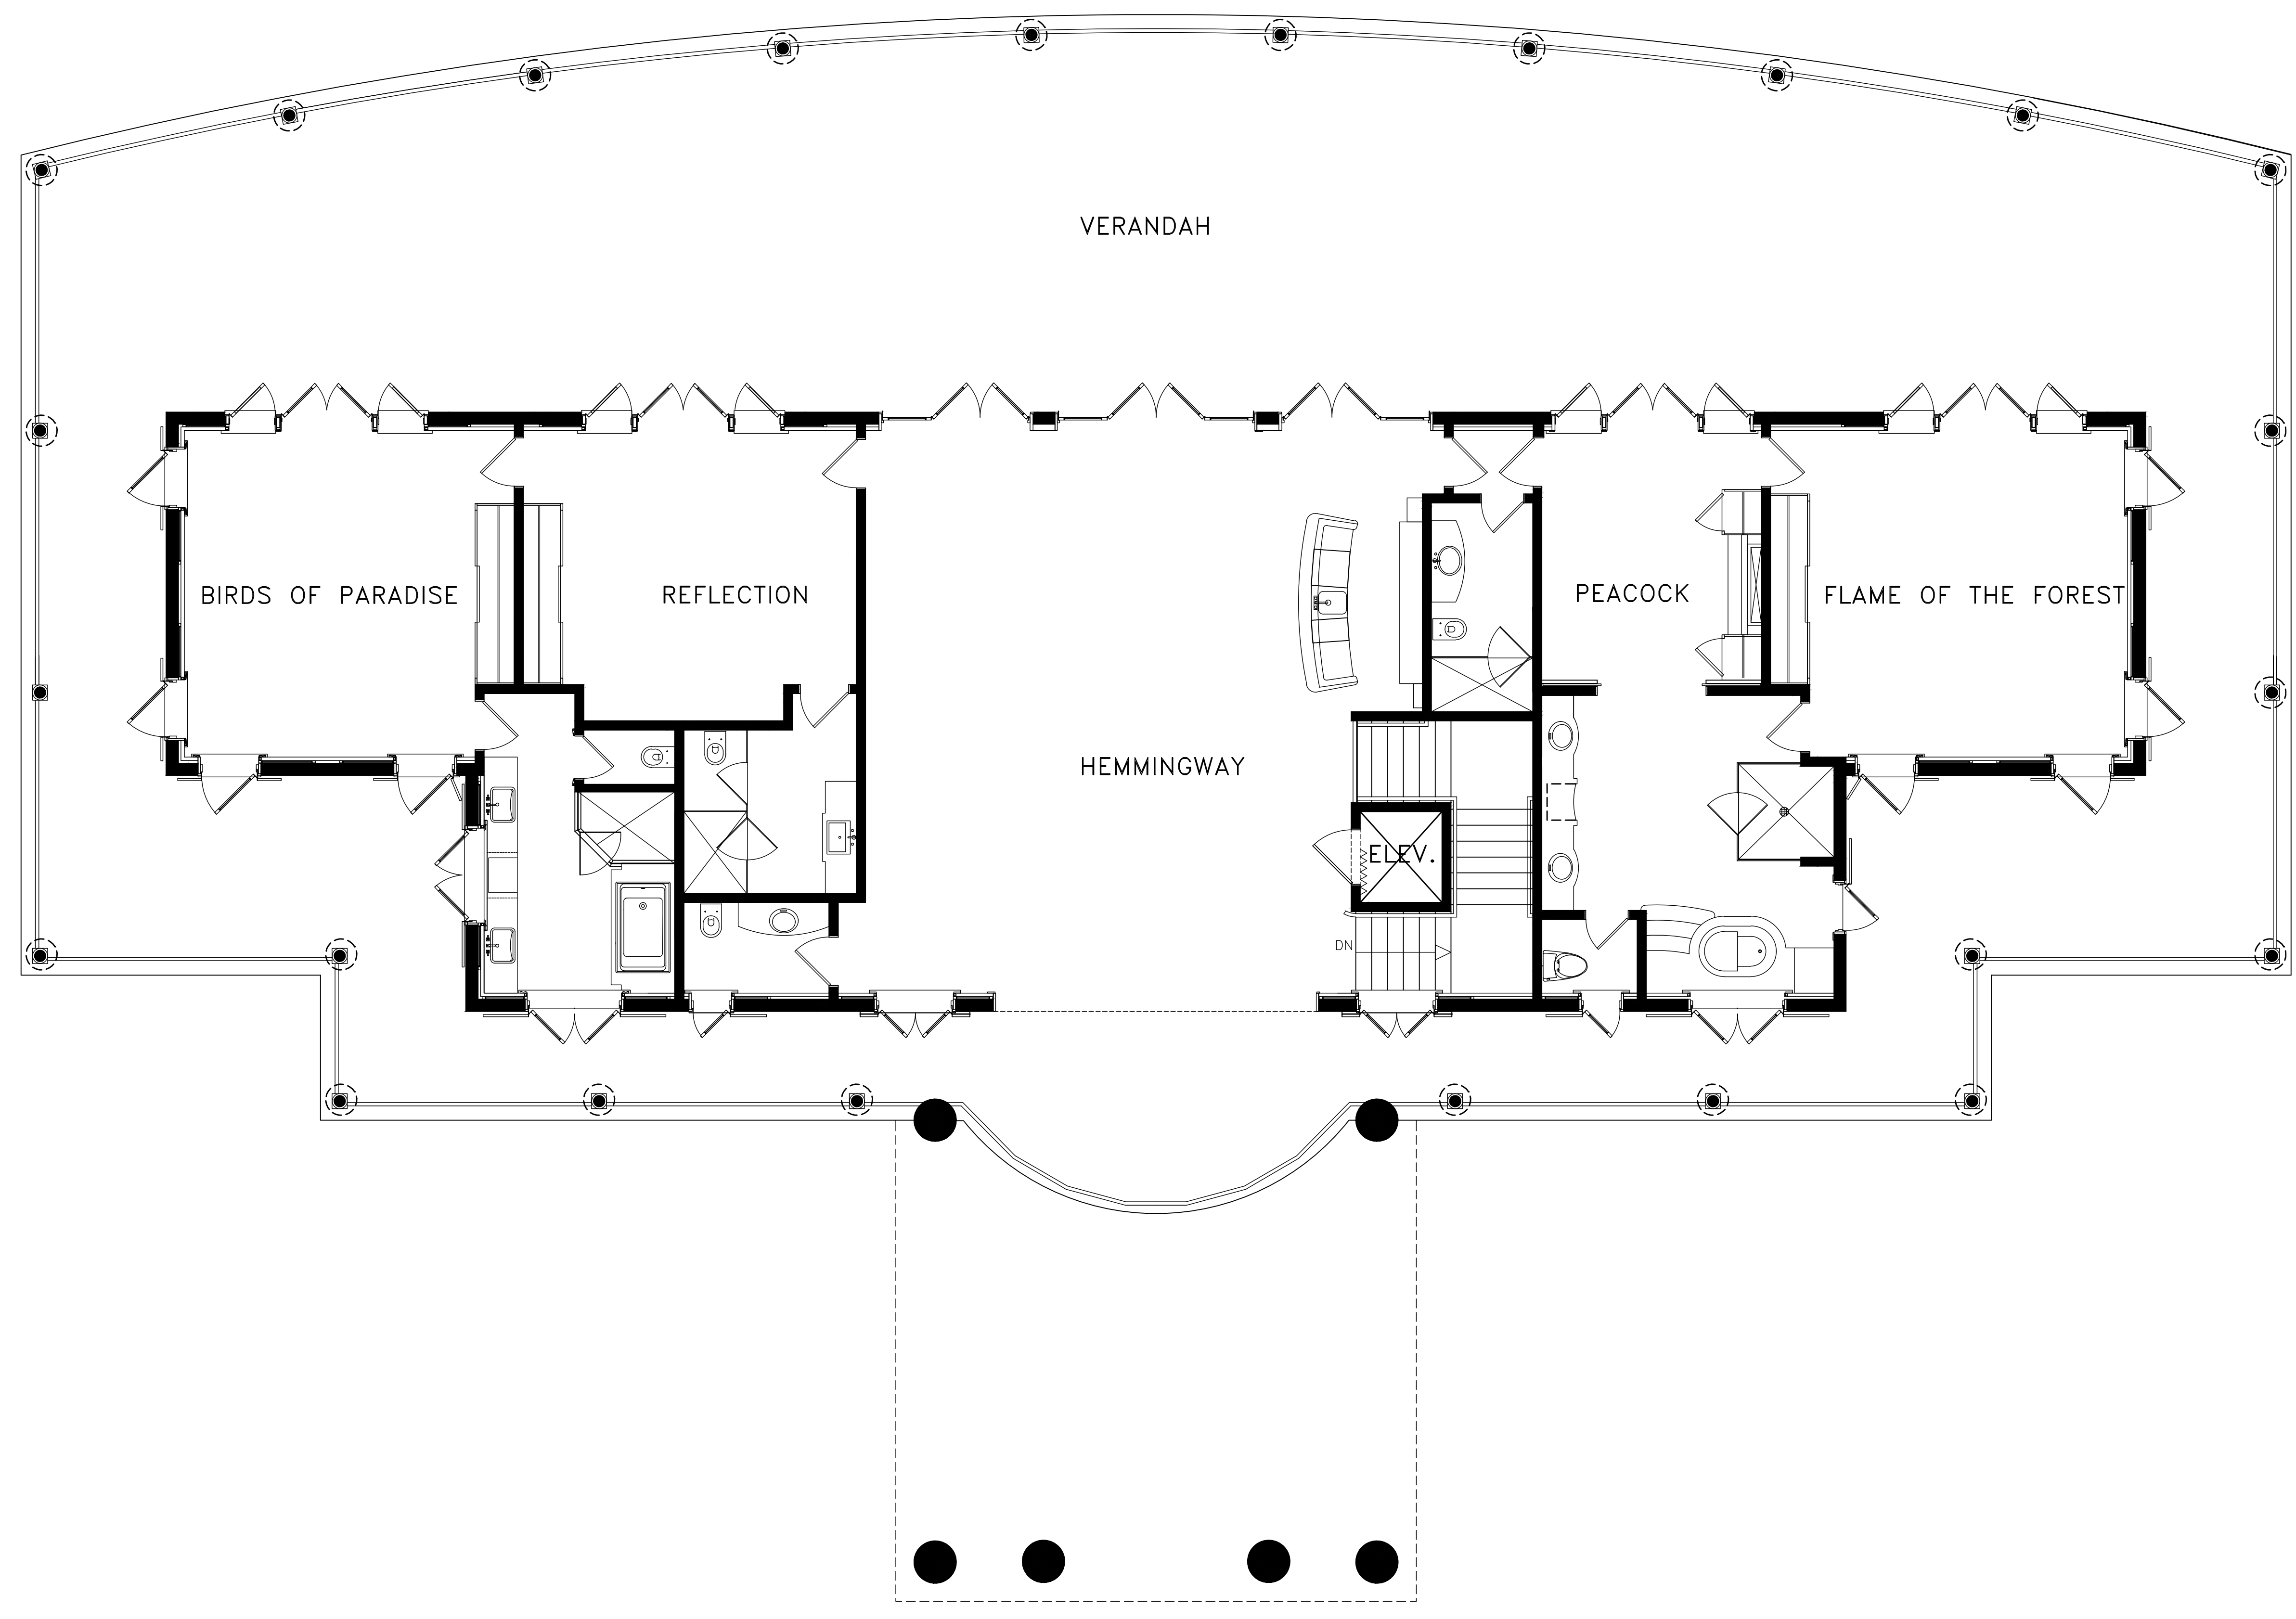 VERANDAH
BIRDS OF PARADISE
REFLECTION
PEACOCK
FLAME OF THE FOREST
HEMMINGWAY
ELEV.
DN